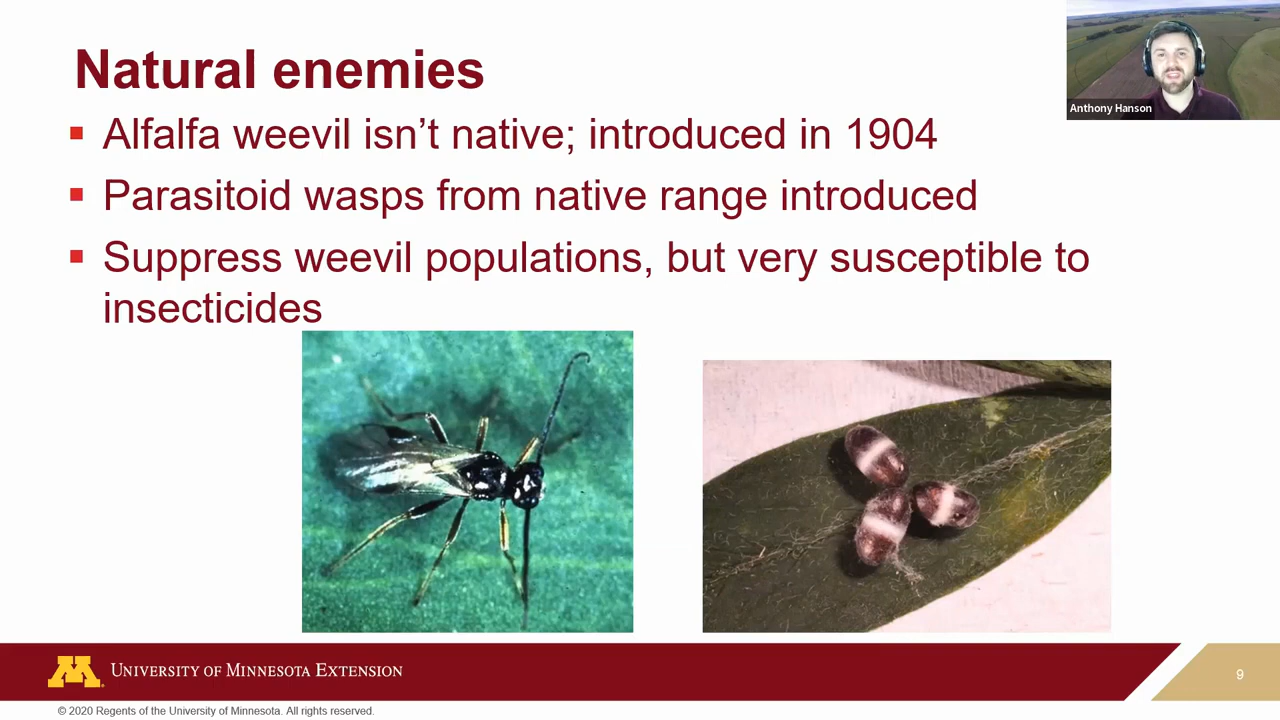 Natural enemies
Anthony Hanson
▪ Alfalfa weevil isn’t native; introduced in 1904
▪ Parasitoid wasps from native range introduced
▪ Suppress weevil populations, but very susceptible to
insecticides
M
UNIVERSITY OF MINNESOTA EXTENSION
9
© 2020 Regents of the University of Minnesota. All rights reserved.